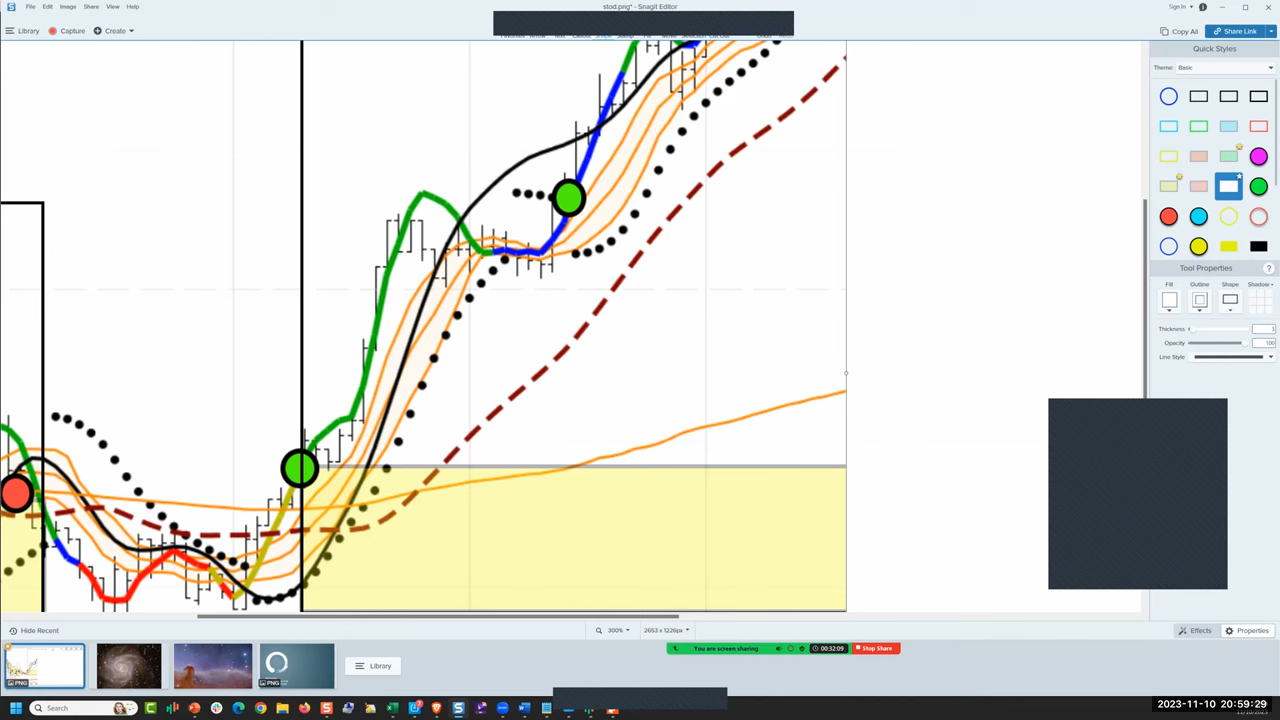 File Edit Image Share View Help
stod.png* - Snagit Editor
Sign In
Library Capture Create
Copy All Share Link
Quick Styles
Theme: Basic
Tool Properties ?
Fill Outline Shape Shadow
Thickness 3
Opacity 100
Line Style
Hide Recent
300% 2653 x 1226px
Effects Properties
You are screen sharing 00:32:09 Stop Share
PNG
PNG
Library
Search
2023-11-10 20:59:29